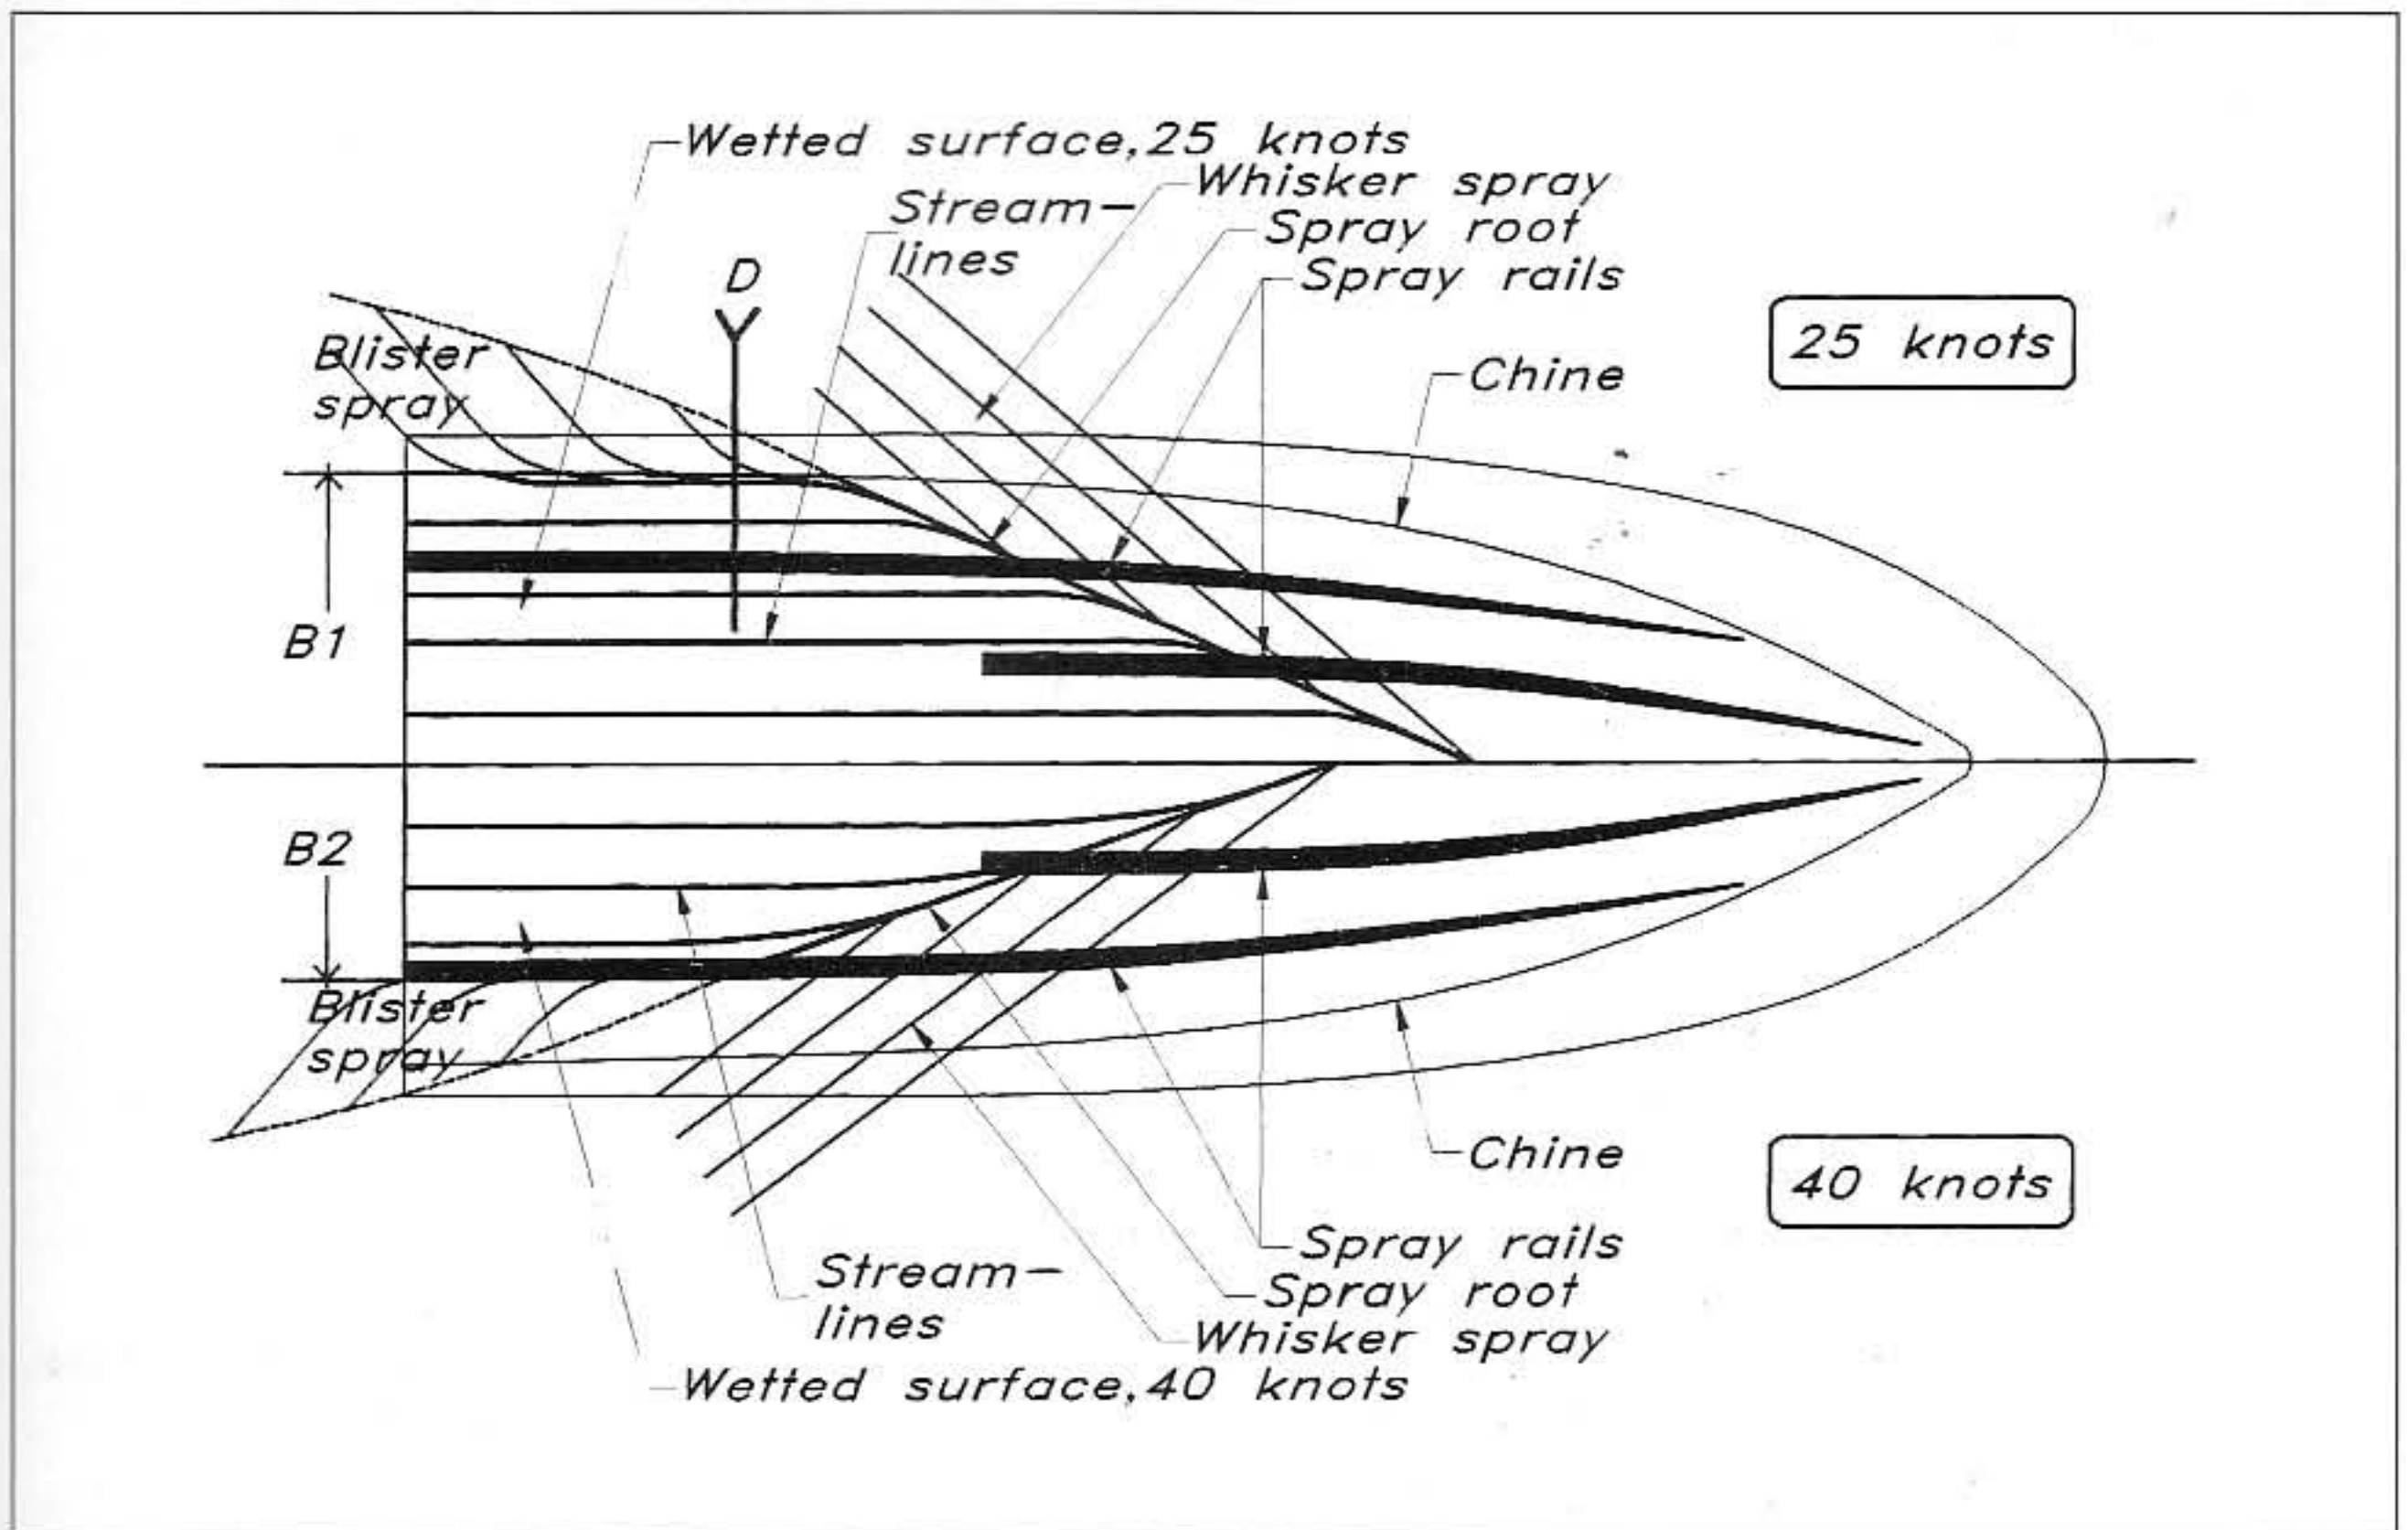 Wetted surface,25 knots
Whisker spray
Stream-
lines
Spray root
Spray rails
D
25 knots
Blister
spray
Chine
B1
B2
Blister
spray
Chine
40 knots
Spray rails
Stream-
lines
Spray root
Whisker spray
Wetted surface,40 knots